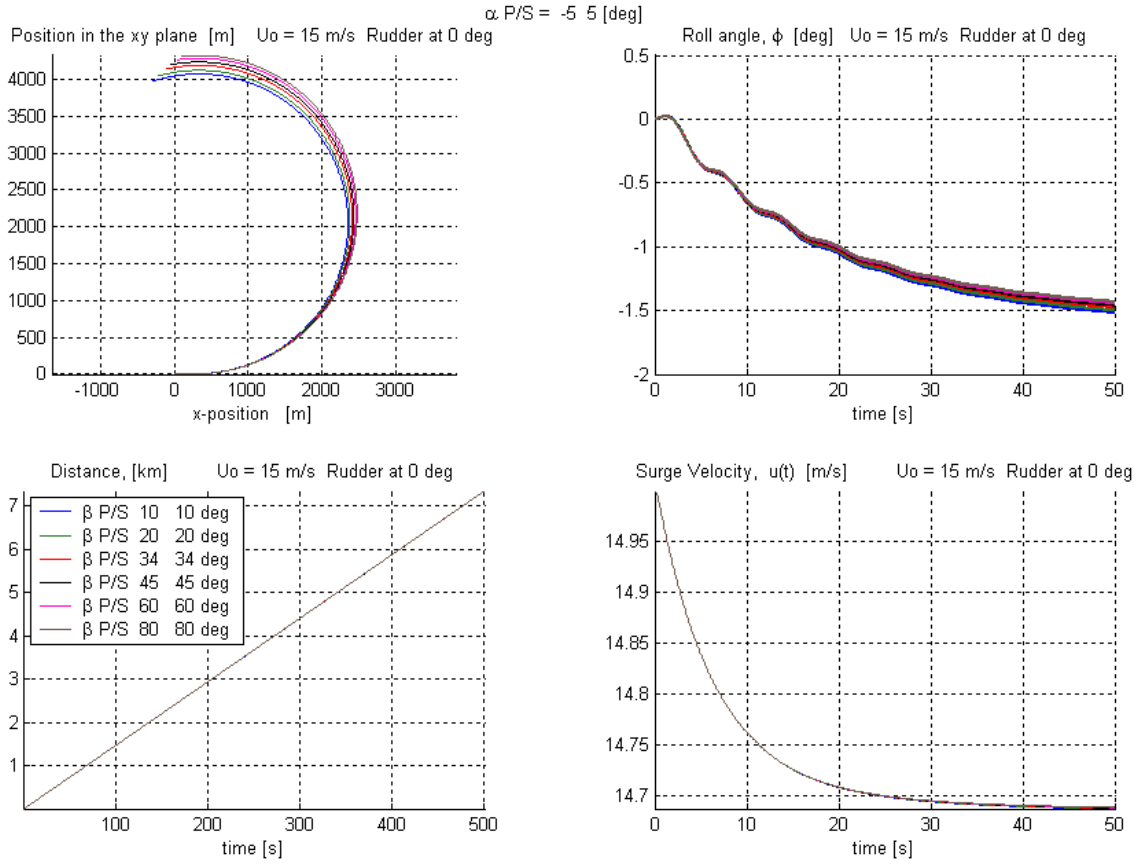 α P/S = -5 5 [deg]
Position in the xy plane [m] Uo = 15 m/s Rudder at 0 deg
4000
3500
3000
2500
2000
1500
1000
500
0
-1000 0 1000 2000 3000
x-position [m]
Roll angle, ϕ [deg] Uo = 15 m/s Rudder at 0 deg
0.5
0
-0.5
-1
-1.5
-2
0 10 20 30 40 50
time [s]
Distance, [km] Uo = 15 m/s Rudder at 0 deg
7
6
5
4
3
2
1
β P/S 10 10 deg
β P/S 20 20 deg
β P/S 34 34 deg
β P/S 45 45 deg
β P/S 60 60 deg
β P/S 80 80 deg
100 200 300 400 500
time [s]
Surge Velocity, u(t) [m/s] Uo = 15 m/s Rudder at 0 deg
14.95
14.9
14.85
14.8
14.75
14.7
0 10 20 30 40 50
time [s]